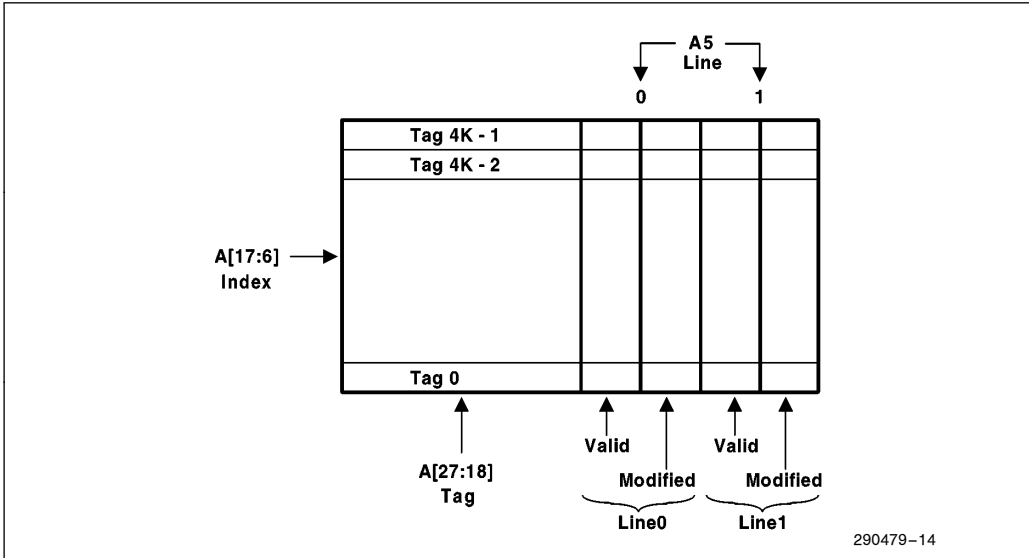 A5
Line
0 1
Tag 4K - 1
Tag 4K - 2
A[17:6]
Index
Tag 0
Valid Valid
A[27:18]
Tag
Modified Modified
Line0 Line1
290479-14